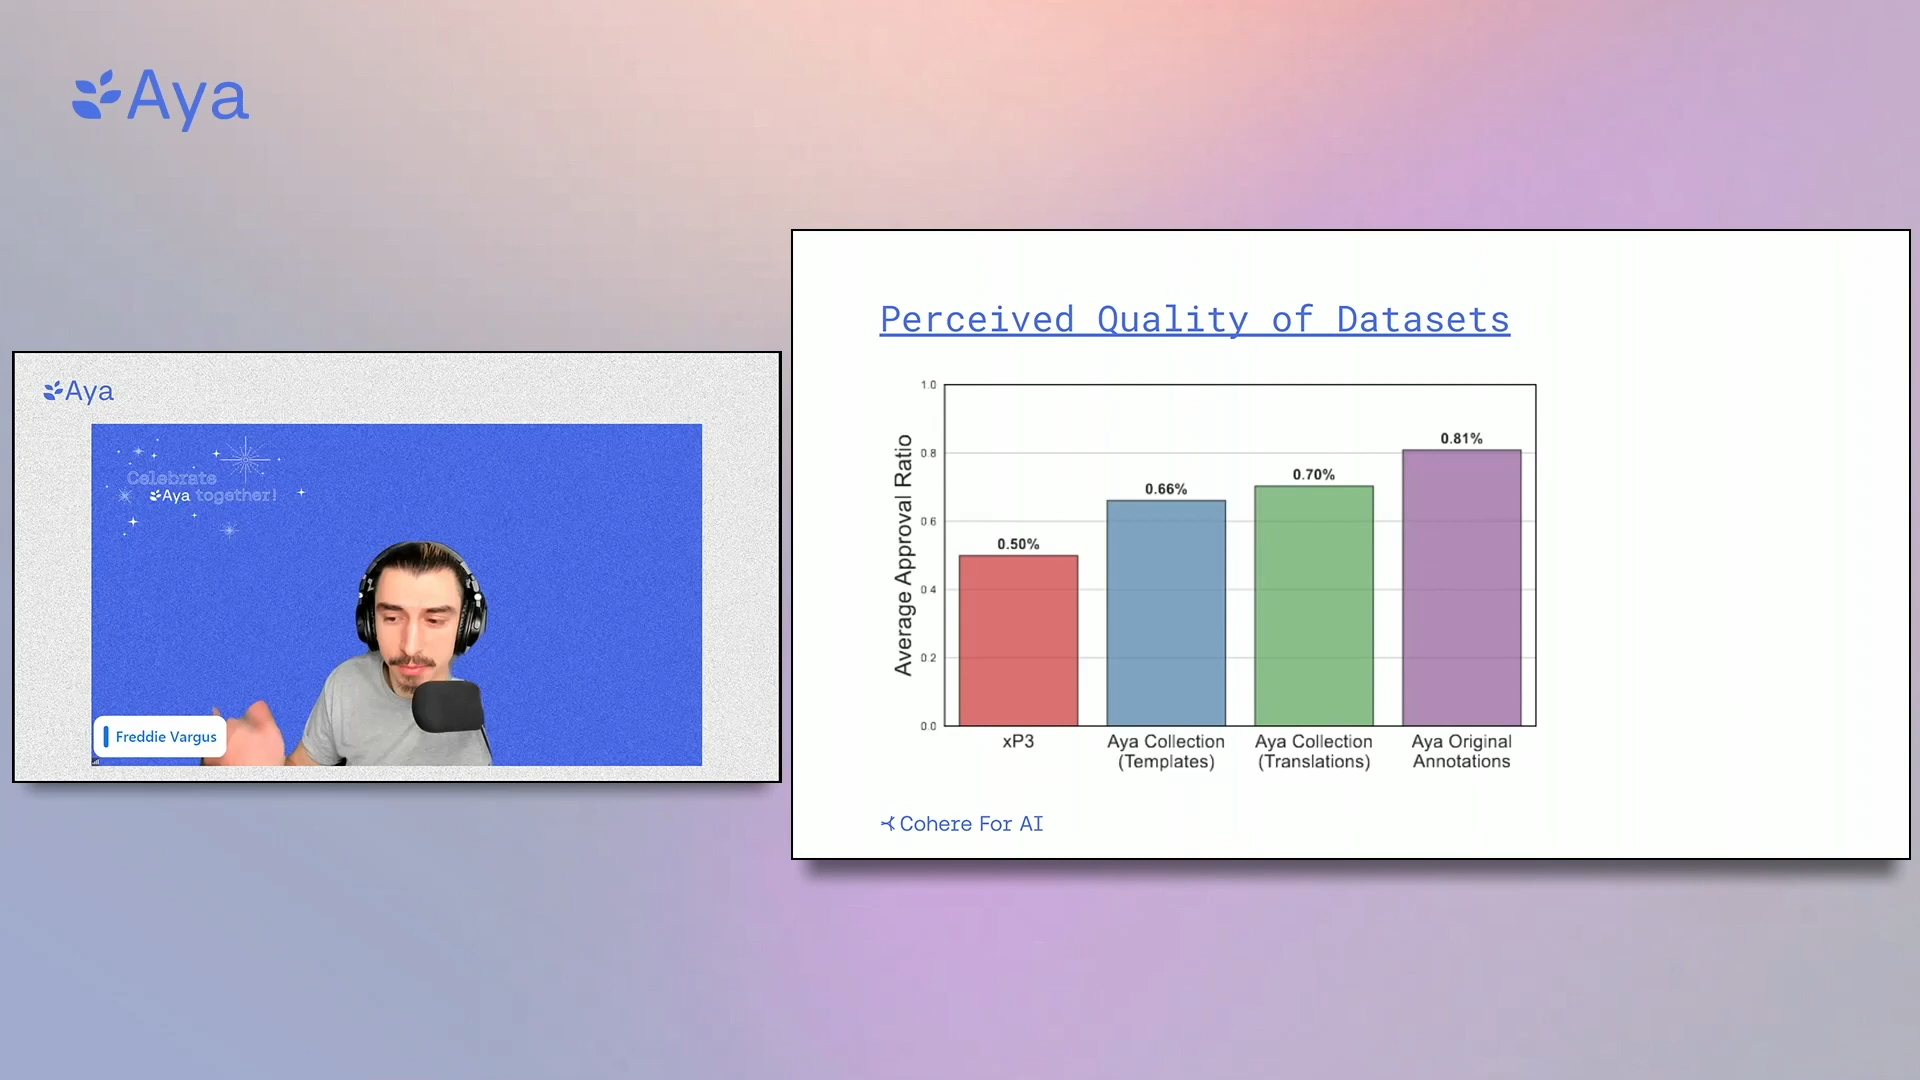 Aya
Aya
Celebrate
Aya together!
Freddie Vargus
Perceived Quality of Datasets
Average Approval Ratio
1.0
0.8
0.6
0.4
0.2
0.0
0.50%
0.66%
0.70%
0.81%
xP3
Aya Collection
(Templates)
Aya Collection
(Translations)
Aya Original
Annotations
Cohere For AI